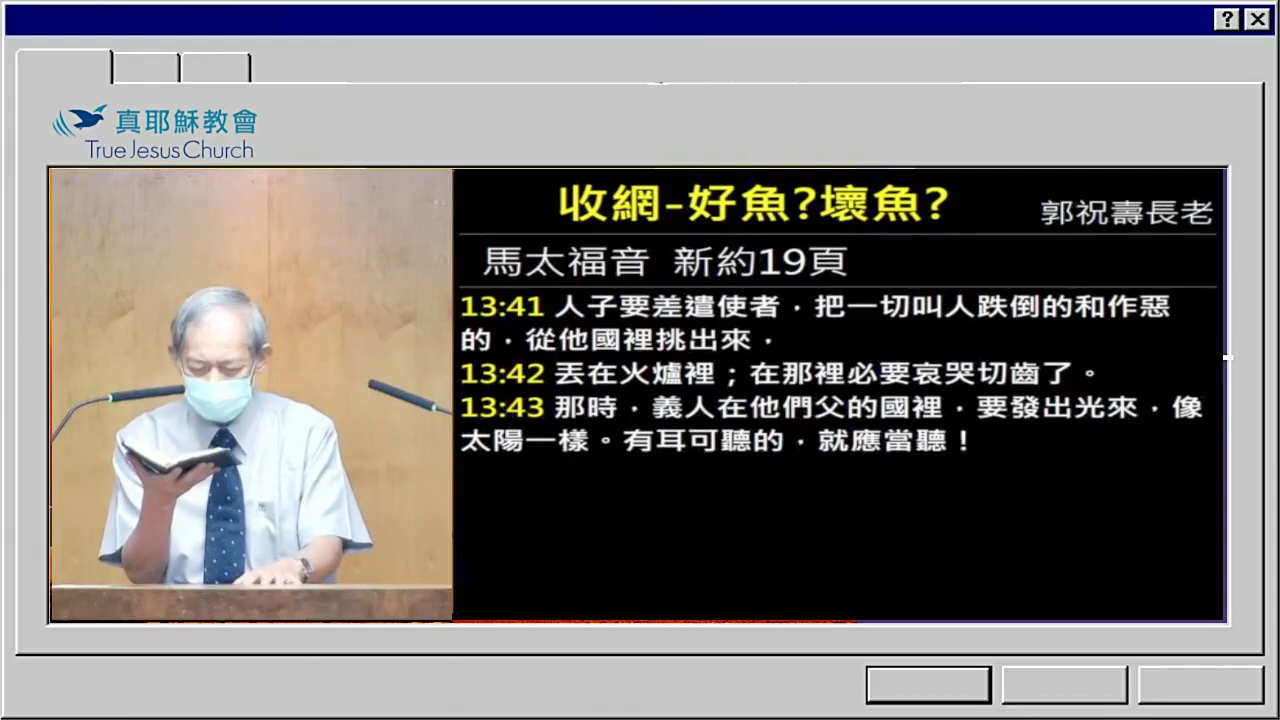 真耶穌教會
True Jesus Church
收網-好魚?壞魚?
郭祝壽長老
馬太福音 新約19頁
13:41 人子要差遣使者，把一切叫人跌倒的和作惡
的，從他國裡挑出來，
13:42 丟在火爐裡；在那裡必要哀哭切齒了。
13:43 那時，義人在他們父的國裡，要發出光來，像
太陽一樣。有耳可聽的，就應當聽！